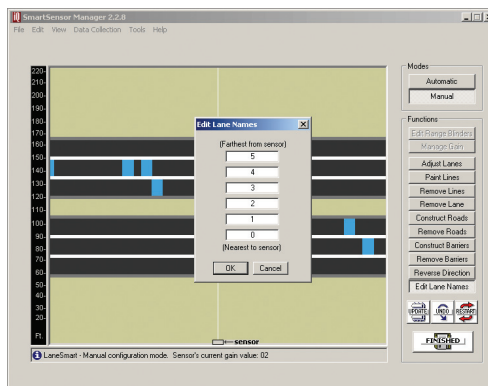 SmartSensor Manager 2.2.8
File Edit View Data Collection Tools Help
220-
210-
200-
190-
180-
170-
160-
150-
140-
130-
120-
110-
100-
90-
80-
70-
60-
50-
40-
30-
20-
Ft.
Edit Lane Names
(Farthest from sensor)
5
4
3
2
1
0
(Nearest to sensor)
OK Cancel
sensor
Modes
Automatic
Manual
Functions
Edit Range Blinders
Manage Gain
Adjust Lanes
Paint Lines
Remove Lines
Remove Lane
Construct Roads
Remove Roads
Construct Barriers
Remove Barriers
Reverse Direction
Edit Lane Names
UPDATE UNDO RESTART
FINISHED
LaneSmart - Manual configuration mode. Sensor's current gain value: 02